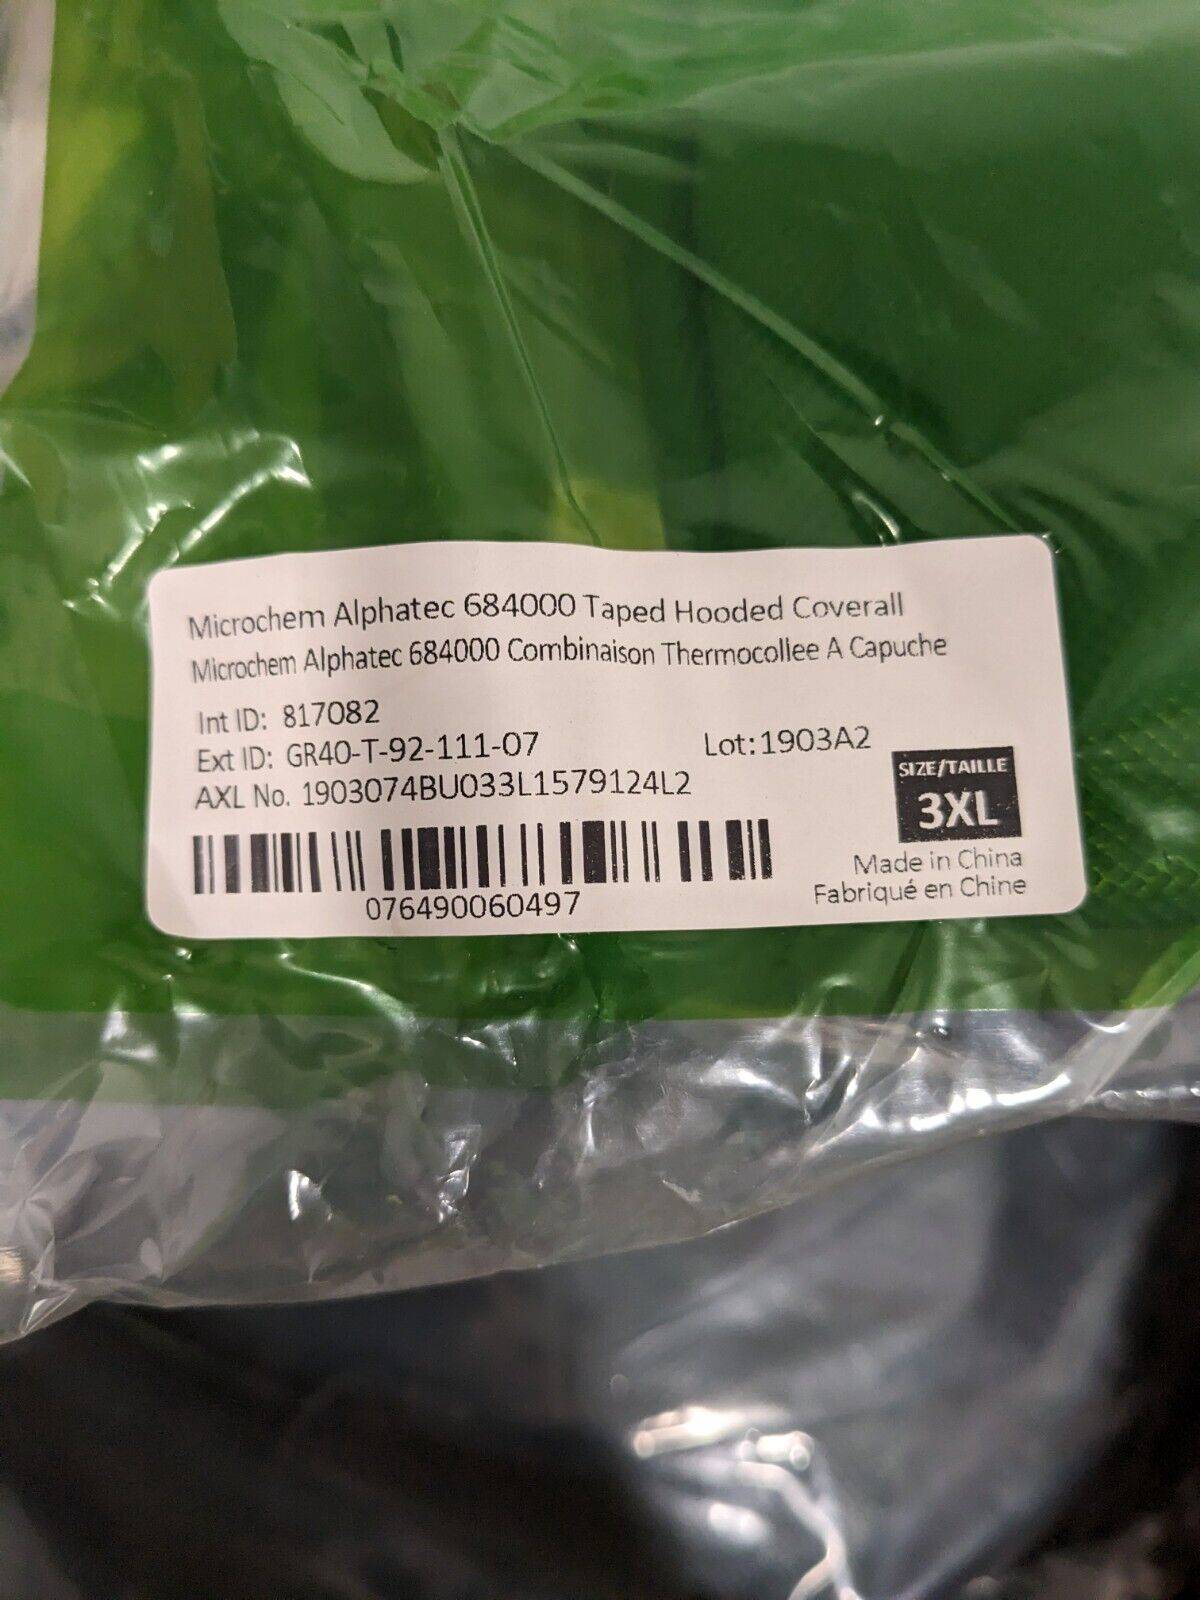 Microchem Alphatec 684000 Taped Hooded Coverall
Microchem Alphatec 684000 Combinaison Thermocollee A Capuche
Int ID: 817082
Ext ID: GR40-T-92-111-07
Lot:1903A2
AXL No. 1903074BU033L1579124L2
SIZE/TAILLE
3XL
Made in China
Fabriqué en Chine
076490060497